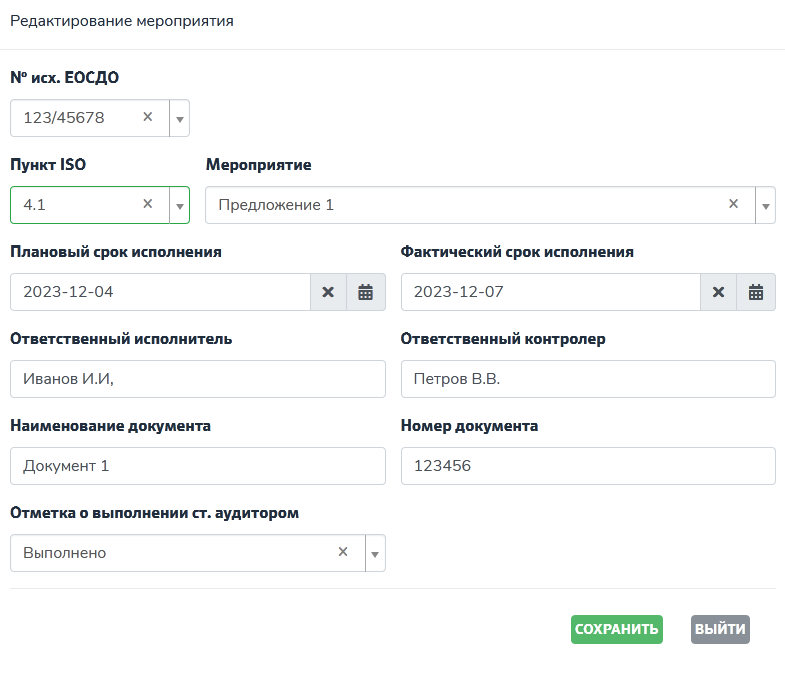 Редактирование мероприятия
№ исх. ЕОСДО
123/45678 ×
Пункт ISO Мероприятие
4.1 × Предложение 1 ×
Плановый срок исполнения Фактический срок исполнения
2023-12-04 2023-12-07
Ответственный исполнитель Ответственный контролер
Иванов И.И, Петров В.В.
Наименование документа Номер документа
Документ 1 123456
Отметка о выполнении ст. аудитором
Выполнено ×
СОХРАНИТЬ ВЫЙТИ